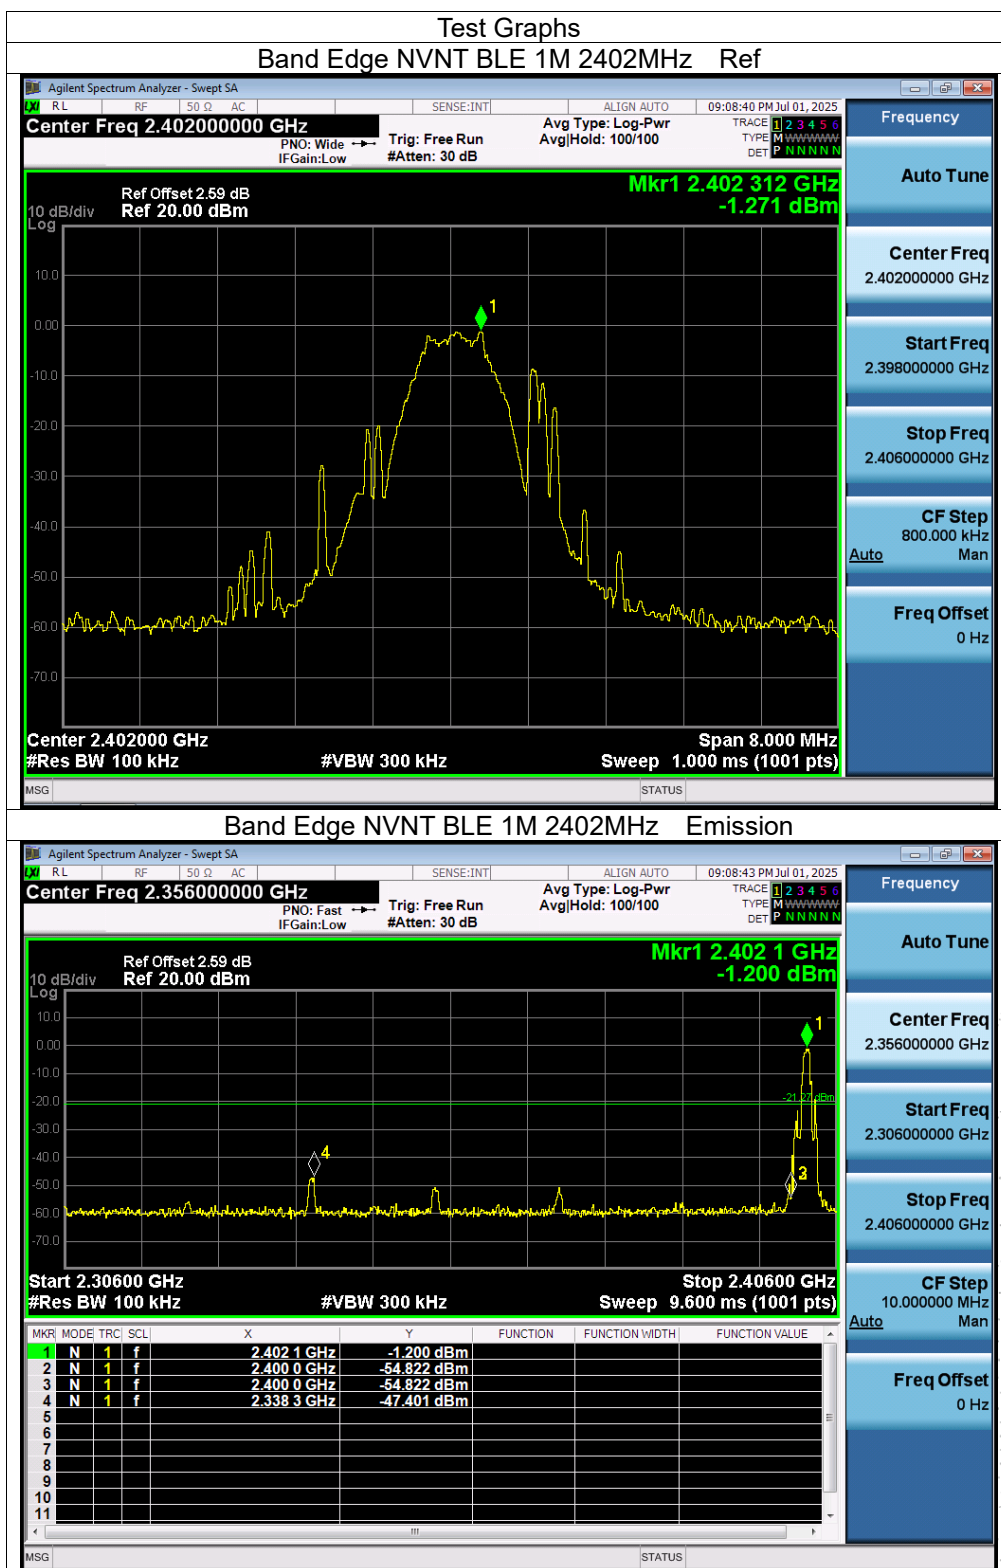 Test Graphs
Band Edge NVNT BLE 1M 2402MHz Ref
Agilent Spectrum Analyzer - Swept SA
LXI RL RF 50 Ω AC SENSE:INT ALIGN AUTO 09:08:40 PM Jul 01, 2025
Center Freq 2.402000000 GHz
PNO: Wide
IFGain:Low
Trig: Free Run
#Atten: 30 dB
Avg Type: Log-Pwr
Avg|Hold: 100/100
TRACE 1 2 3 4 5 6
TYPE M W W W W W
DET P N N N N N
Frequency
Auto Tune
Center Freq
2.402000000 GHz
Start Freq
2.398000000 GHz
Stop Freq
2.406000000 GHz
CF Step
800.000 kHz
Auto Man
Freq Offset
0 Hz
Mkr1 2.402 312 GHz
-1.271 dBm
Ref Offset 2.59 dB
10 dB/div Ref 20.00 dBm
Log
10.0
0.00
-10.0
-20.0
-30.0
-40.0
-50.0
-60.0
-70.0
1
Center 2.402000 GHz Span 8.000 MHz
#Res BW 100 kHz #VBW 300 kHz Sweep 1.000 ms (1001 pts)
MSG STATUS
Band Edge NVNT BLE 1M 2402MHz Emission
Agilent Spectrum Analyzer - Swept SA
LXI RL RF 50 Ω AC SENSE:INT ALIGN AUTO 09:08:43 PM Jul 01, 2025
Center Freq 2.356000000 GHz
PNO: Fast
IFGain:Low
Trig: Free Run
#Atten: 30 dB
Avg Type: Log-Pwr
Avg|Hold: 100/100
TRACE 1 2 3 4 5 6
TYPE M W W W W W
DET P N N N N N
Frequency
Auto Tune
Center Freq
2.356000000 GHz
Start Freq
2.306000000 GHz
Stop Freq
2.406000000 GHz
CF Step
10.000000 MHz
Auto Man
Freq Offset
0 Hz
Mkr1 2.402 1 GHz
-1.200 dBm
Ref Offset 2.59 dB
10 dB/div Ref 20.00 dBm
Log
10.0
0.00
-10.0
-20.0
-30.0
-40.0
-50.0
-60.0
-70.0
1
-21.27 dBm
4
3
Start 2.30600 GHz Stop 2.40600 GHz
#Res BW 100 kHz #VBW 300 kHz Sweep 9.600 ms (1001 pts)
MKR MODE TRC SCL X Y FUNCTION FUNCTION WIDTH FUNCTION VALUE
1 N 1 f 2.402 1 GHz -1.200 dBm
2 N 1 f 2.400 0 GHz -54.822 dBm
3 N 1 f 2.400 0 GHz -54.822 dBm
4 N 1 f 2.338 3 GHz -47.401 dBm
5
6
7
8
9
10
11
MSG STATUS